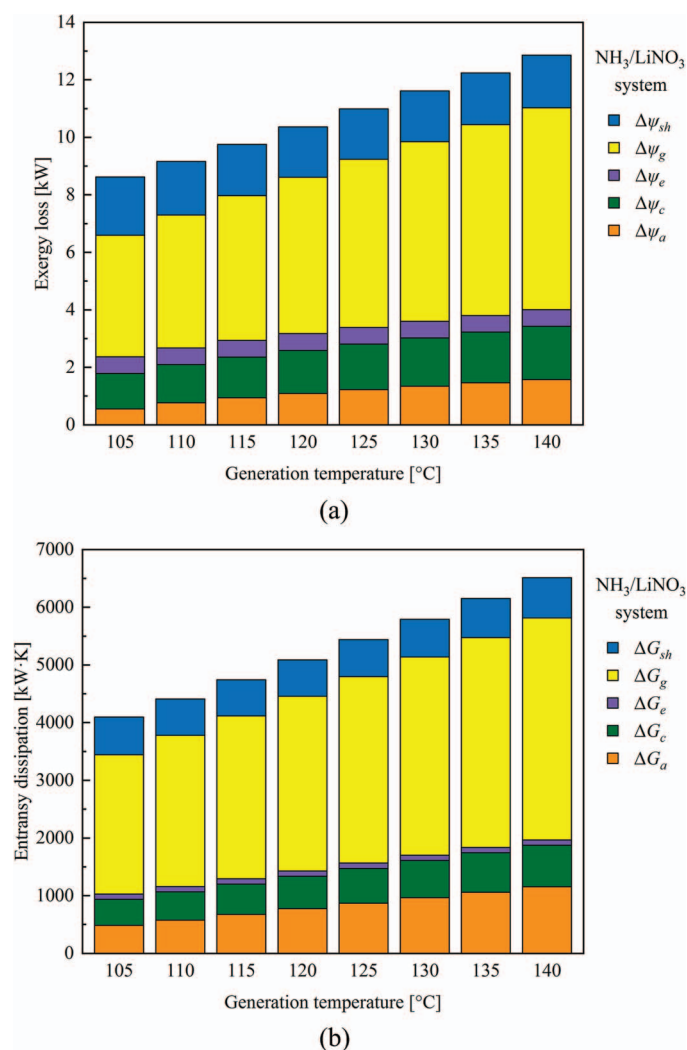 14
12
10
8
6
4
2
0
Exergy loss [kW]
105 110 115 120 125 130 135 140
Generation temperature [°C]
NH₃/LiNO₃
system
Δψsh
Δψg
Δψe
Δψc
Δψa
(a)
7000
6000
5000
4000
3000
2000
1000
0
Entransy dissipation [kW·K]
105 110 115 120 125 130 135 140
Generation temperature [°C]
NH₃/LiNO₃
system
ΔGsh
ΔGg
ΔGe
ΔGc
ΔGa
(b)